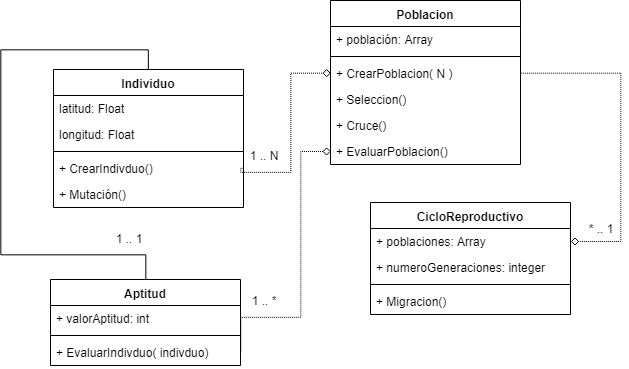 Poblacion
+ población: Array
+ CrearPoblacion( N )
+ Seleccion()
+ Cruce()
+ EvaluarPoblacion()
Individuo
latitud: Float
longitud: Float
+ CrearIndivduo()
+ Mutación()
1 .. N
CicloReproductivo
+ poblaciones: Array
+ numeroGeneraciones: integer
+ Migracion()
* .. 1
1 .. 1
Aptitud
+ valorAptitud: int
+ EvaluarIndivduo( indivduo)
1 .. *